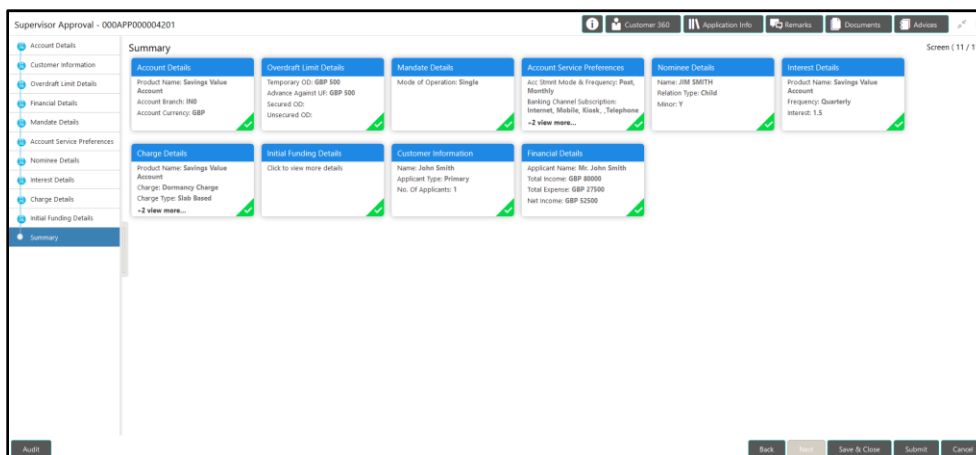 Supervisor Approval - 000APP000004201
Customer 360
Application Info
Remarks
Documents
Advices
Account Details
Customer Information
Overdraft Limit Details
Financial Details
Mandate Details
Account Service Preferences
Nominee Details
Interest Details
Charge Details
Initial Funding Details
Summary
Summary
Screen ( 11 / 1
Account Details
Product Name: Savings Value
Account
Account Branch: IN0
Account Currency: GBP
Overdraft Limit Details
Temporary OD: GBP 500
Advance Against UF: GBP 500
Secured OD:
Unsecured OD:
Mandate Details
Mode of Operation: Single
Account Service Preferences
Acc Stmnt Mode & Frequency: Post,
Monthly
Banking Channel Subscription:
Internet, Mobile, Kiosk, ,Telephone
+2 view more...
Nominee Details
Name: JIM SMITH
Relation Type: Child
Minor: Y
Interest Details
Product Name: Savings Value
Account
Frequency: Quarterly
Interest: 1.5
Charge Details
Product Name: Savings Value
Account
Charge: Dormancy Charge
Charge Type: Slab Based
+2 view more...
Initial Funding Details
Click to view more details
Customer Information
Name: John Smith
Applicant Type: Primary
No. Of Applicants: 1
Financial Details
Applicant Name: Mr. John Smith
Total Income: GBP 80000
Total Expense: GBP 27500
Net Income: GBP 52500
Audit
Back
Next
Save & Close
Submit
Cancel